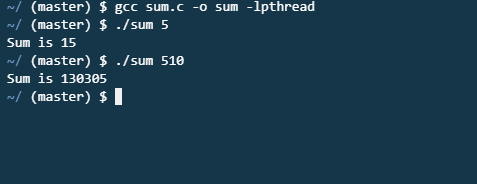 ~/ (master) $ gcc sum.c -o sum -lpthread
~/ (master) $ ./sum 5
Sum is 15
~/ (master) $ ./sum 510
Sum is 130305
~/ (master) $